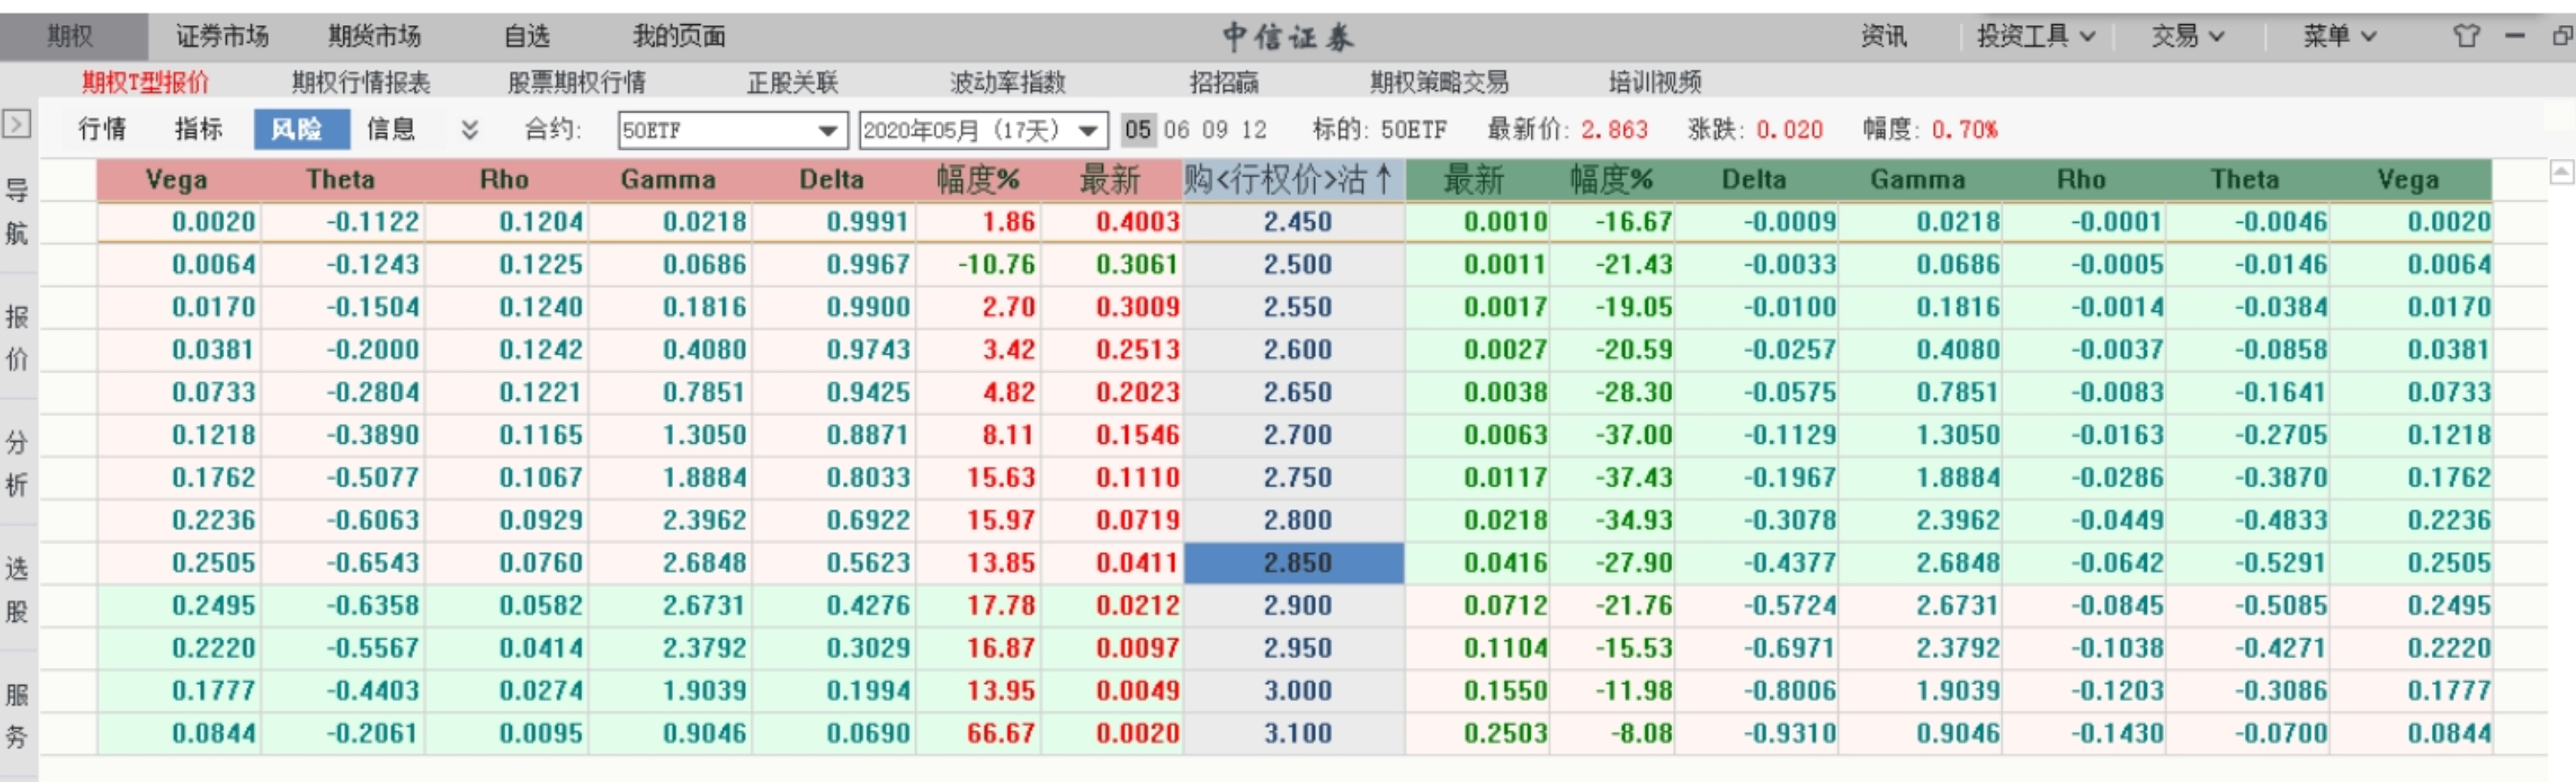 期权 证券市场 期货市场 自选 我的页面 中信证券 资讯 投资工具 交易 菜单
期权T型报价 期权行情报表 股票期权行情 正股关联 波动率指数 招招赢 期权策略交易 培训视频
行情 指标 风险 信息 合约: 50ETF 2020年05月 (17天) 05 06 09 12 标的: 50ETF 最新价: 2.863 涨跌: 0.020 幅度: 0.70%
导航
报价
分析
选股
服务
Vega Theta Rho Gamma Delta 幅度% 最新 购<行权价>沽↑ 最新 幅度% Delta Gamma Rho Theta Vega
0.0020 -0.1122 0.1204 0.0218 0.9991 1.86 0.4003 2.450 0.0010 -16.67 -0.0009 0.0218 -0.0001 -0.0046 0.0020
0.0064 -0.1243 0.1225 0.0686 0.9967 -10.76 0.3061 2.500 0.0011 -21.43 -0.0033 0.0686 -0.0005 -0.0146 0.0064
0.0170 -0.1504 0.1240 0.1816 0.9900 2.70 0.3009 2.550 0.0017 -19.05 -0.0100 0.1816 -0.0014 -0.0384 0.0170
0.0381 -0.2000 0.1242 0.4080 0.9743 3.42 0.2513 2.600 0.0027 -20.59 -0.0257 0.4080 -0.0037 -0.0858 0.0381
0.0733 -0.2804 0.1221 0.7851 0.9425 4.82 0.2023 2.650 0.0038 -28.30 -0.0575 0.7851 -0.0083 -0.1641 0.0733
0.1218 -0.3890 0.1165 1.3050 0.8871 8.11 0.1546 2.700 0.0063 -37.00 -0.1129 1.3050 -0.0163 -0.2705 0.1218
0.1762 -0.5077 0.1067 1.8884 0.8033 15.63 0.1110 2.750 0.0117 -37.43 -0.1967 1.8884 -0.0286 -0.3870 0.1762
0.2236 -0.6063 0.0929 2.3962 0.6922 15.97 0.0719 2.800 0.0218 -34.93 -0.3078 2.3962 -0.0449 -0.4833 0.2236
0.2505 -0.6543 0.0760 2.6848 0.5623 13.85 0.0411 2.850 0.0416 -27.90 -0.4377 2.6848 -0.0642 -0.5291 0.2505
0.2495 -0.6358 0.0582 2.6731 0.4276 17.78 0.0212 2.900 0.0712 -21.76 -0.5724 2.6731 -0.0845 -0.5085 0.2495
0.2220 -0.5567 0.0414 2.3792 0.3029 16.87 0.0097 2.950 0.1104 -15.53 -0.6971 2.3792 -0.1038 -0.4271 0.2220
0.1777 -0.4403 0.0274 1.9039 0.1994 13.95 0.0049 3.000 0.1550 -11.98 -0.8006 1.9039 -0.1203 -0.3086 0.1777
0.0844 -0.2061 0.0095 0.9046 0.0690 66.67 0.0020 3.100 0.2503 -8.08 -0.9310 0.9046 -0.1430 -0.0700 0.0844